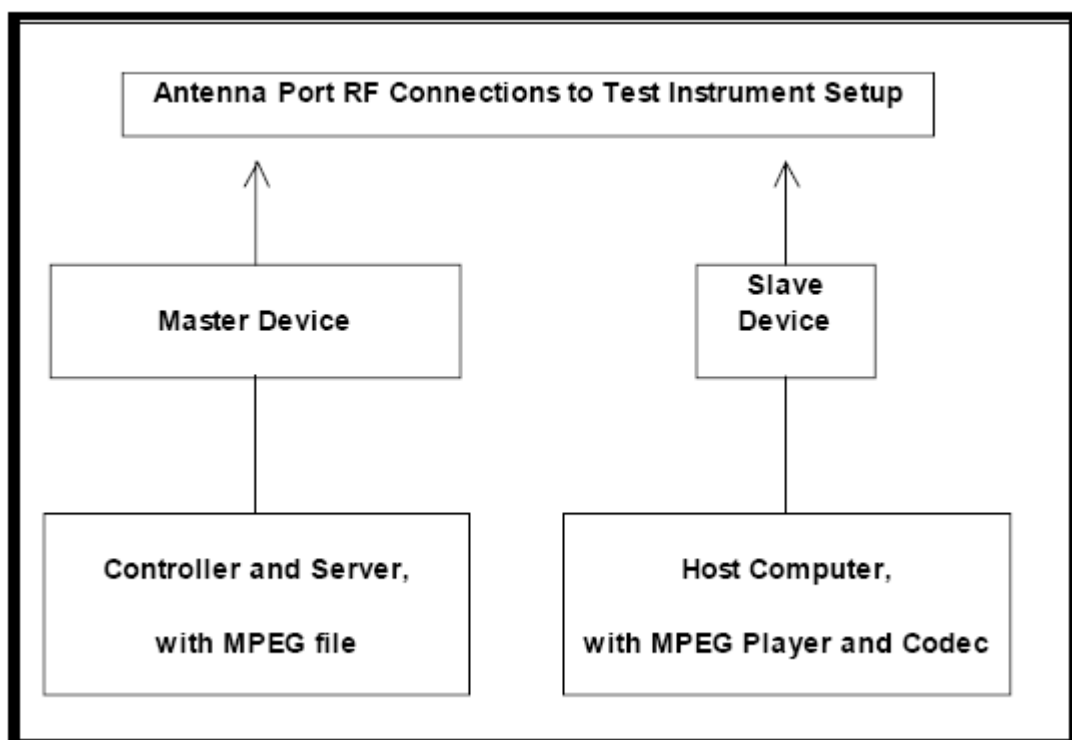 Antenna Port RF Connections to Test Instrument Setup
Master Device
Slave
Device
Controller and Server,
with MPEG file
Host Computer,
with MPEG Player and Codec